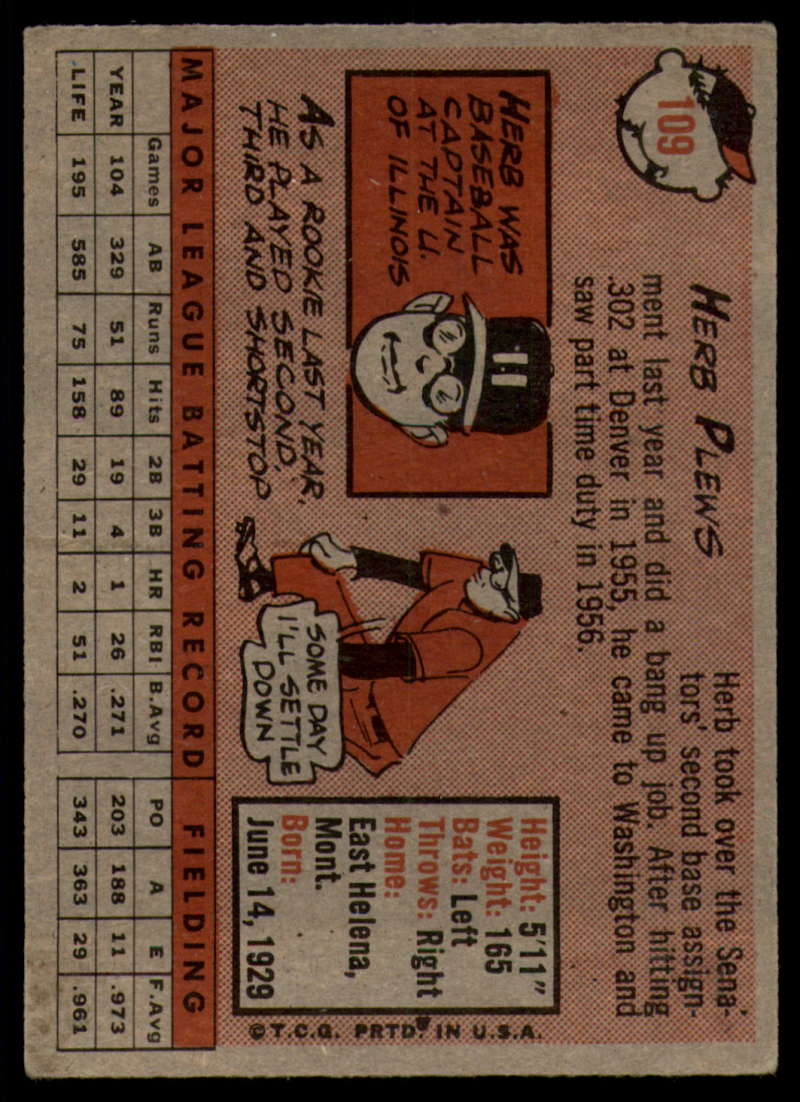 109
HERB PLEWS
Herb took over the Sena-
tors' second base assign-
ment last year and did a bang up job. After hitting
.302 at Denver in 1955, he came to Washington and
saw part time duty in 1956.
HERB WAS
BASEBALL
CAPTAIN
AT THE U.
OF ILLINOIS
AS A ROOKIE LAST YEAR,
HE PLAYED SECOND,
THIRD AND SHORTSTOP
SOME DAY
I'LL SETTLE
DOWN
Height: 5'11"
Weight: 165
Bats: Left
Throws: Right
Home:
East Helena,
Mont.
Born:
June 14, 1929
©T.C.G. PRTD. IN U.S.A.
MAJOR LEAGUE BATTING RECORD FIELDING
Games AB Runs Hits 2B 3B HR RBI B.Avg PO A E F.Avg
YEAR 104 329 51 89 19 4 1 26 .271 203 188 11 .973
LIFE 195 585 75 158 29 11 2 51 .270 343 363 29 .961